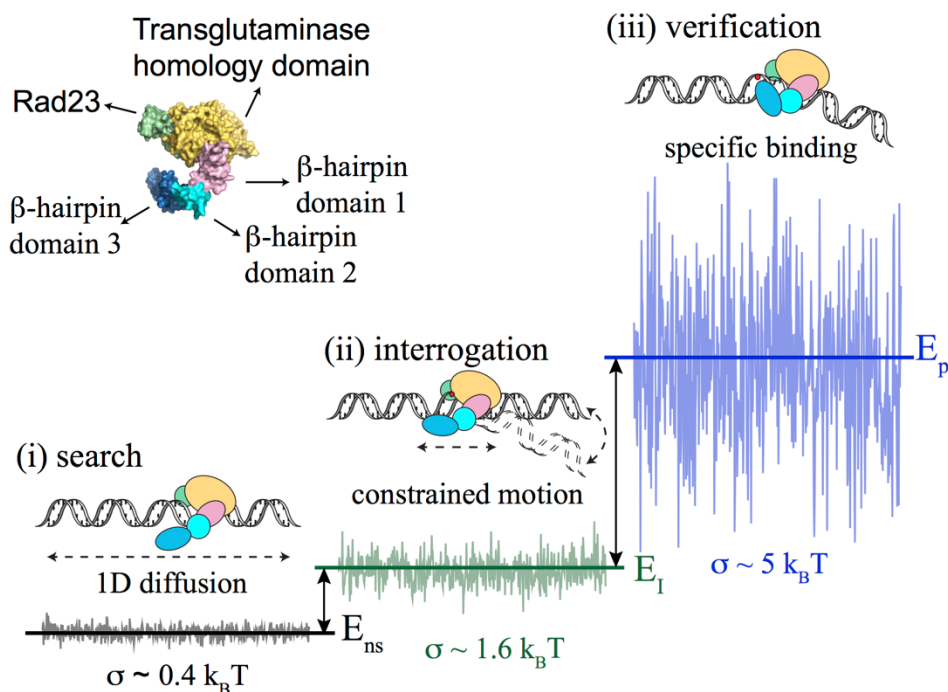 Transglutaminase
homology domain
Rad23
β-hairpin
domain 1
β-hairpin
domain 3
β-hairpin
domain 2
(iii) verification
specific binding
E_p
σ ~ 5 k_BT
(ii) interrogation
constrained motion
E_I
σ ~ 1.6 k_BT
(i) search
1D diffusion
E_ns
σ ~ 0.4 k_BT